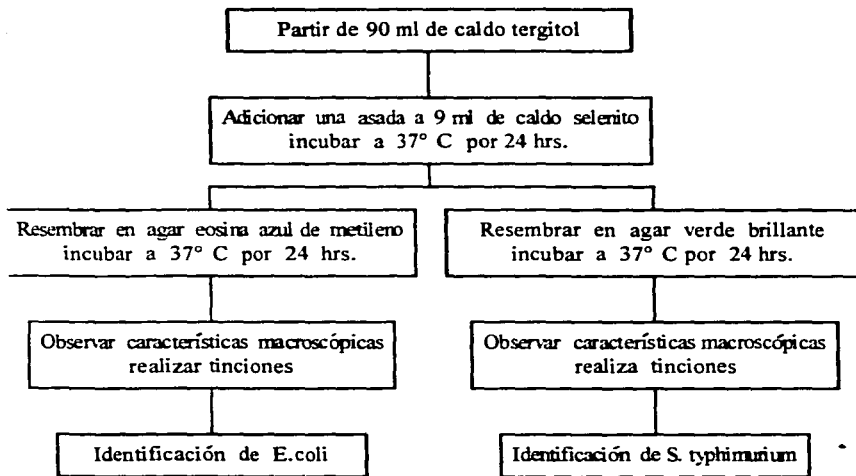 Partir de 90 ml de caldo tergitol
Adicionar una asada a 9 ml de caldo selenito
incubar a 37° C por 24 hrs.
Resembrar en agar eosina azul de metileno
incubar a 37° C por 24 hrs.
Resembrar en agar verde brillante
incubar a 37° C por 24 hrs.
Observar características macroscópicas
realizar tinciones
Observar características macroscópicas
realiza tinciones
Identificación de E.coli
Identificación de S. typhimurium